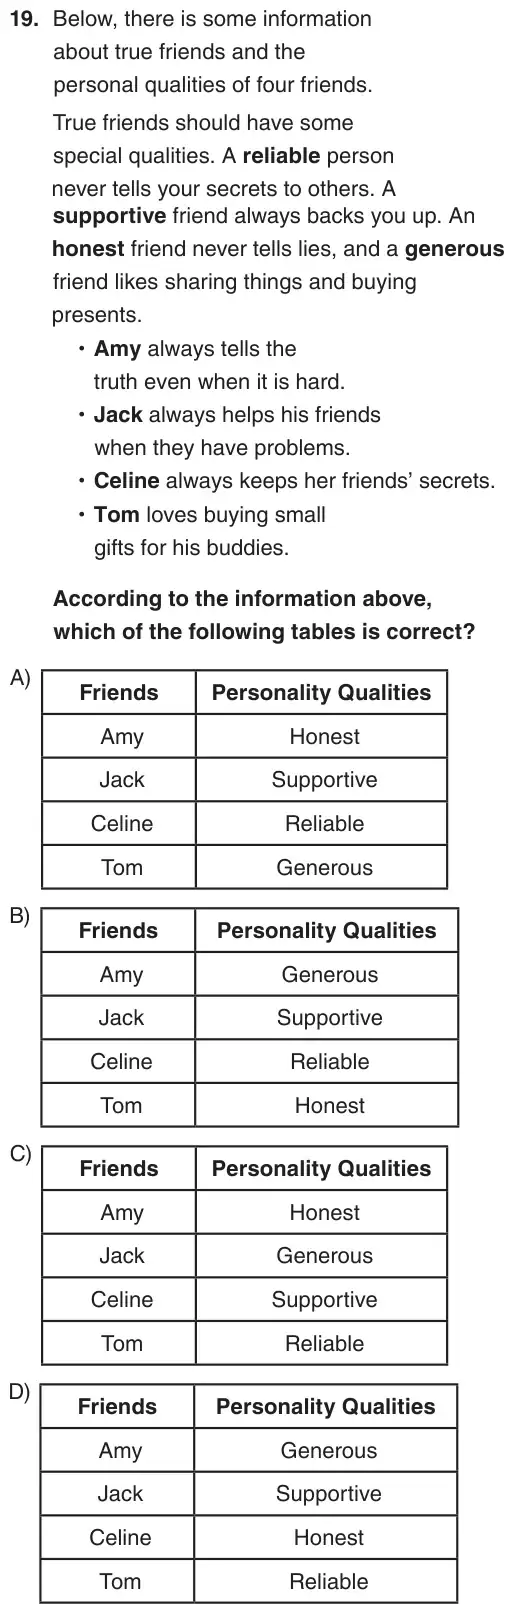 19. Below, there is some information
about true friends and the
personal qualities of four friends.
True friends should have some
special qualities. A reliable person
never tells your secrets to others. A
supportive friend always backs you up. An
honest friend never tells lies, and a generous
friend likes sharing things and buying
presents.
• Amy always tells the
truth even when it is hard.
• Jack always helps his friends
when they have problems.
• Celine always keeps her friends’ secrets.
• Tom loves buying small
gifts for his buddies.
According to the information above,
which of the following tables is correct?
A)
Friends Personality Qualities
Amy Honest
Jack Supportive
Celine Reliable
Tom Generous
B)
Friends Personality Qualities
Amy Generous
Jack Supportive
Celine Reliable
Tom Honest
C)
Friends Personality Qualities
Amy Honest
Jack Generous
Celine Supportive
Tom Reliable
D)
Friends Personality Qualities
Amy Generous
Jack Supportive
Celine Honest
Tom Reliable